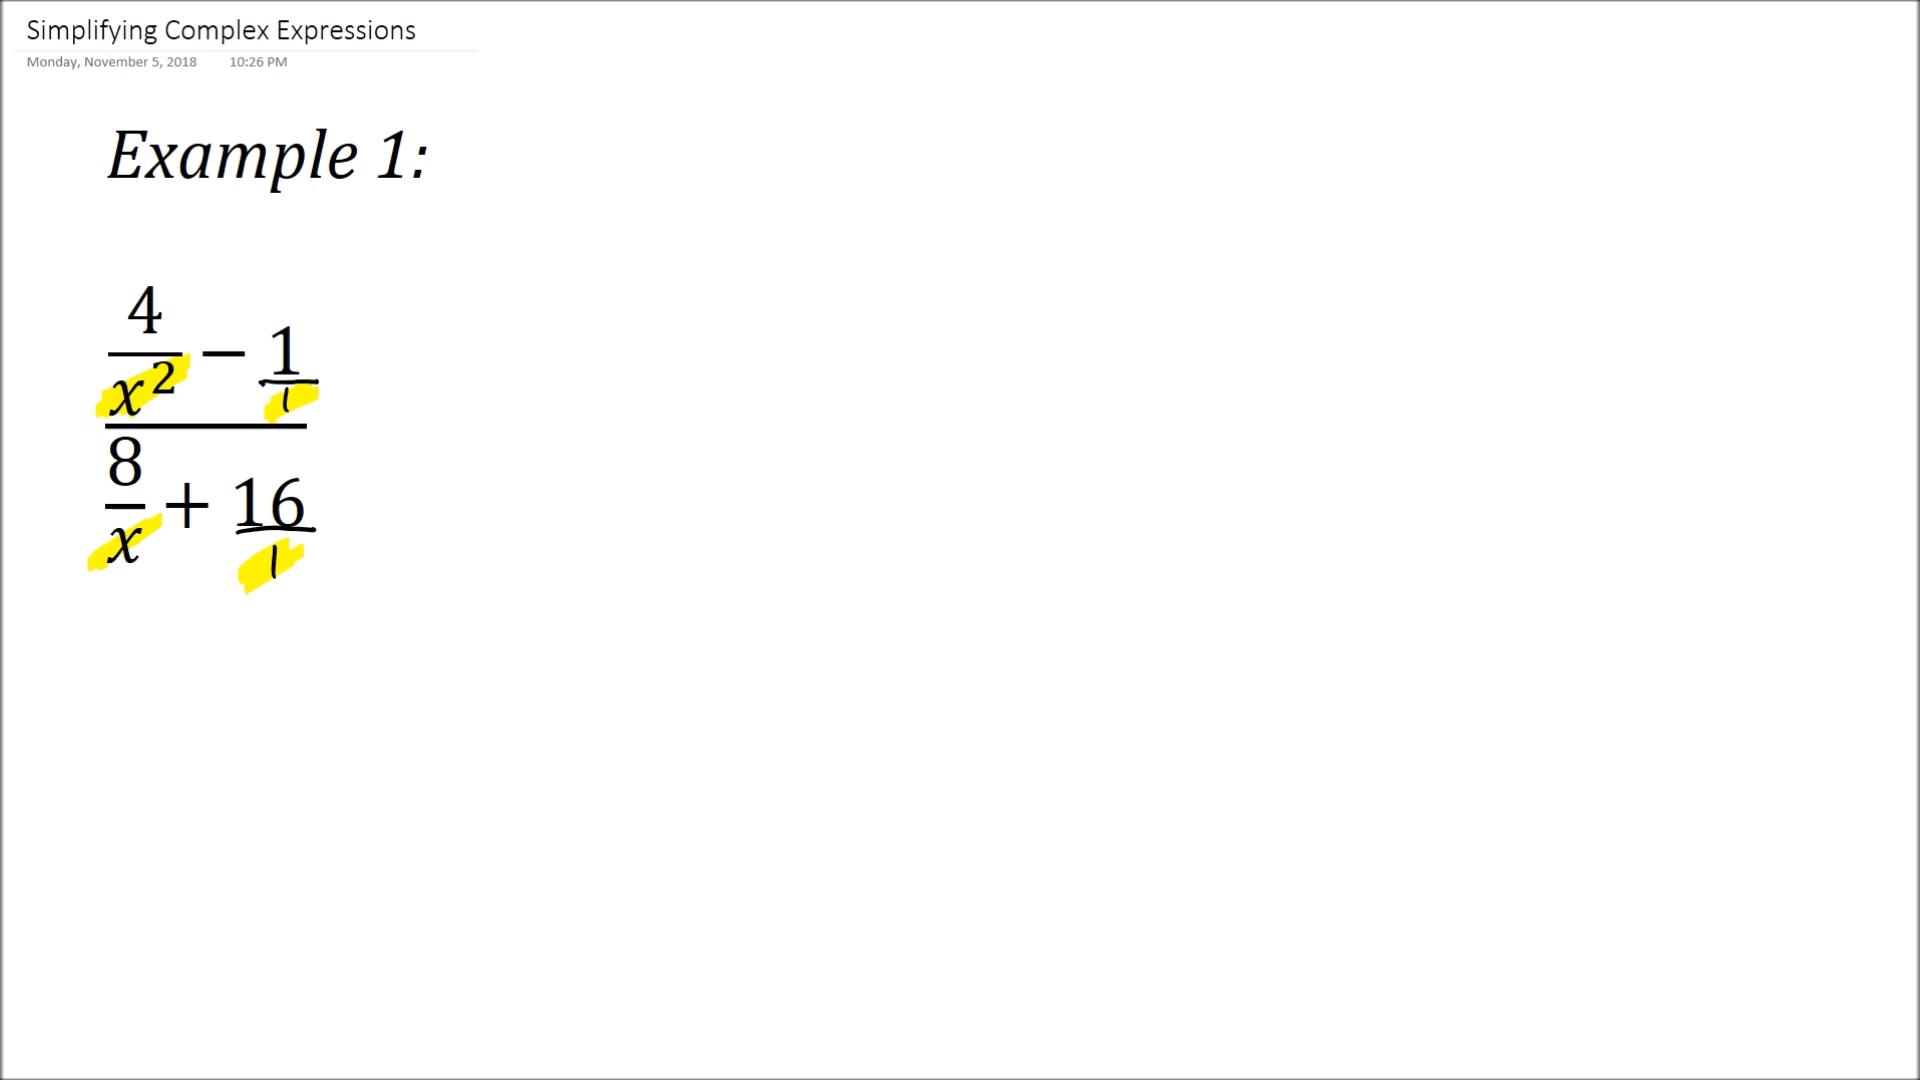 Simplifying Complex Expressions
Monday, November 5, 2018 10:26 PM
Example 1:
4
x² − 1
1
8
x + 16
1